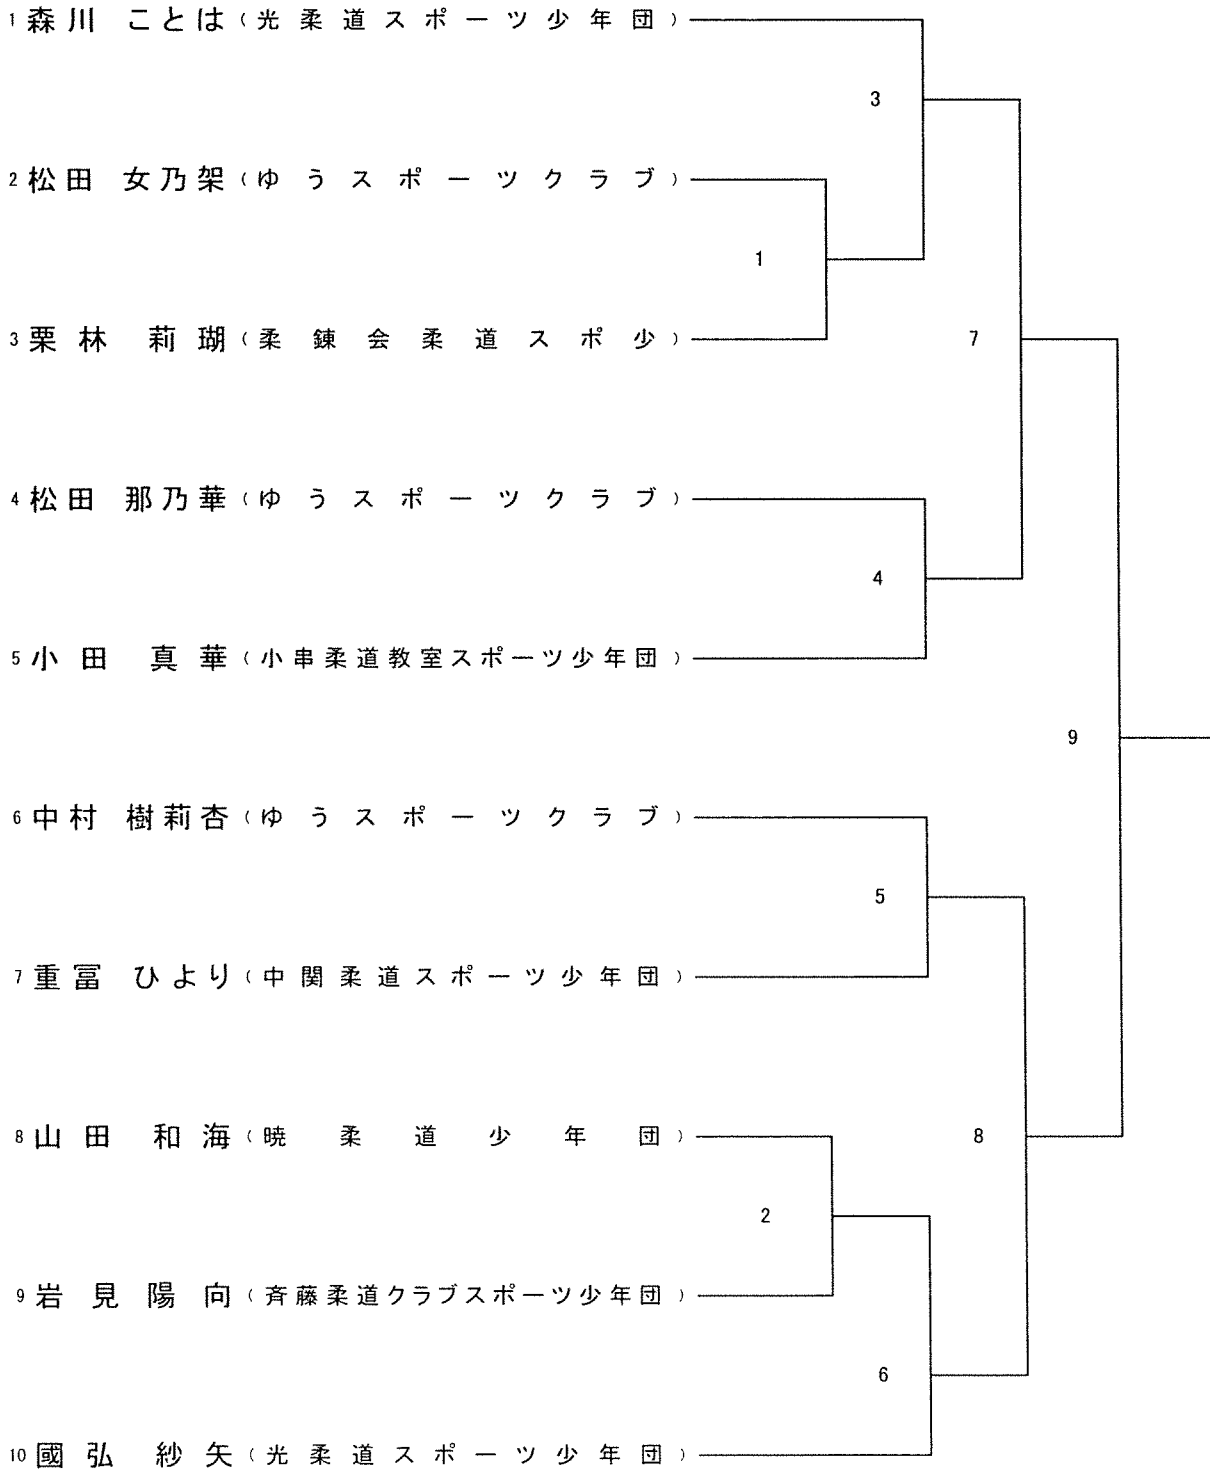 1 森川 ことは (光柔道スポーツ少年団)
3
2 松田 女乃架 (ゆうスポーツクラブ)
1
3 栗林 莉瑚 (柔錬会柔道スポ少)
7
4 松田 那乃華 (ゆうスポーツクラブ)
4
5 小田 真華 (小串柔道教室スポーツ少年団)
9
6 中村 樹莉杏 (ゆうスポーツクラブ)
5
7 重冨 ひより (中関柔道スポーツ少年団)
8 山田 和海 (暁柔道少年団)
8
2
9 岩見陽向 (斉藤柔道クラブスポーツ少年団)
6
10 國弘 紗矢 (光柔道スポーツ少年団)